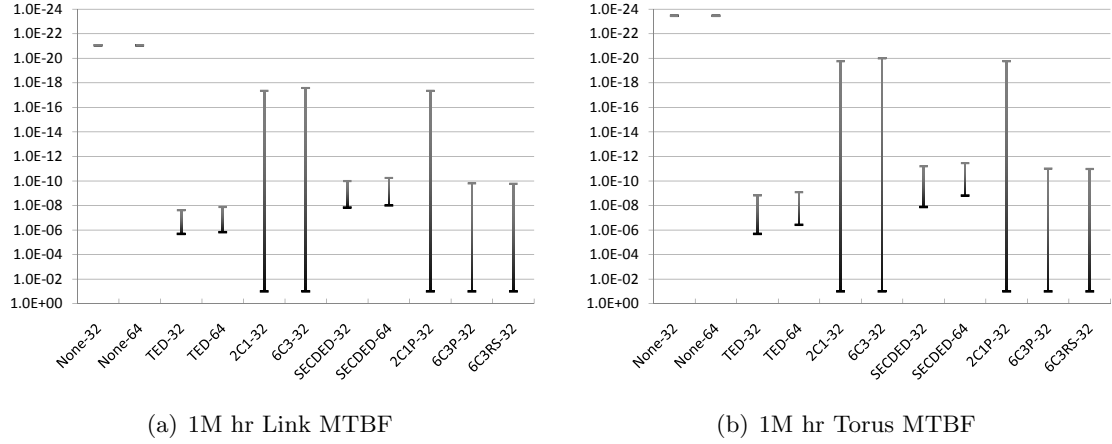 1.0E-24
1.0E-22
1.0E-20
1.0E-18
1.0E-16
1.0E-14
1.0E-12
1.0E-10
1.0E-08
1.0E-06
1.0E-04
1.0E-02
1.0E+00
None-32
None-64
TED-32
TED-64
2C1-32
6C3-32
SECDED-32
SECDED-64
2C1P-32
6C3P-32
6C3RS-32
(a) 1M hr Link MTBF
1.0E-24
1.0E-22
1.0E-20
1.0E-18
1.0E-16
1.0E-14
1.0E-12
1.0E-10
1.0E-08
1.0E-06
1.0E-04
1.0E-02
1.0E+00
None-32
None-64
TED-32
TED-64
2C1-32
6C3-32
SECDED-32
SECDED-64
2C1P-32
6C3P-32
6C3RS-32
(b) 1M hr Torus MTBF